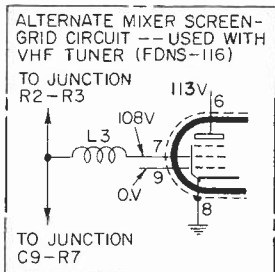 ALTERNATE MIXER SCREEN-
GRID CIRCUIT -- USED WITH
VHF TUNER (FDNS-116)
TO JUNCTION
R2-R3
113V
6
108V
L3
7
9
0V
8
TO JUNCTION
C9-R7